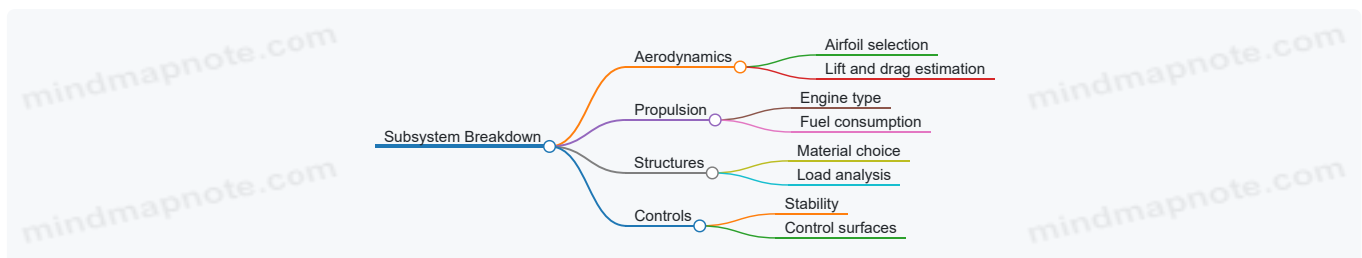 mindmapnote.com
mindmapnote.com
Subsystem Breakdown
Aerodynamics
Airfoil selection
Lift and drag estimation
Propulsion
Engine type
Fuel consumption
Structures
Material choice
Load analysis
Controls
Stability
Control surfaces
mindmapnote.com
mindmapnote.com